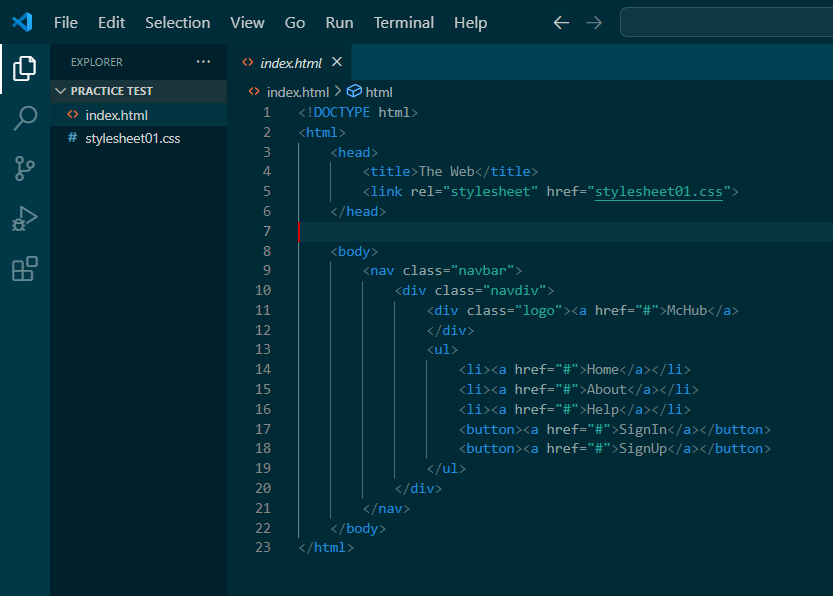 File Edit Selection View Go Run Terminal Help
EXPLORER ...
index.html
PRACTICE TEST
index.html
# stylesheet01.css
index.html > html
1 <!DOCTYPE html>
2 <html>
3 <head>
4 <title>The Web</title>
5 <link rel="stylesheet" href="stylesheet01.css">
6 </head>
7
8 <body>
9 <nav class="navbar">
10 <div class="navdiv">
11 <div class="logo"><a href="#">McHub</a>
12 </div>
13 <ul>
14 <li><a href="#">Home</a></li>
15 <li><a href="#">About</a></li>
16 <li><a href="#">Help</a></li>
17 <button><a href="#">SignIn</a></button>
18 <button><a href="#">SignUp</a></button>
19 </ul>
20 </div>
21 </nav>
22 </body>
23 </html>